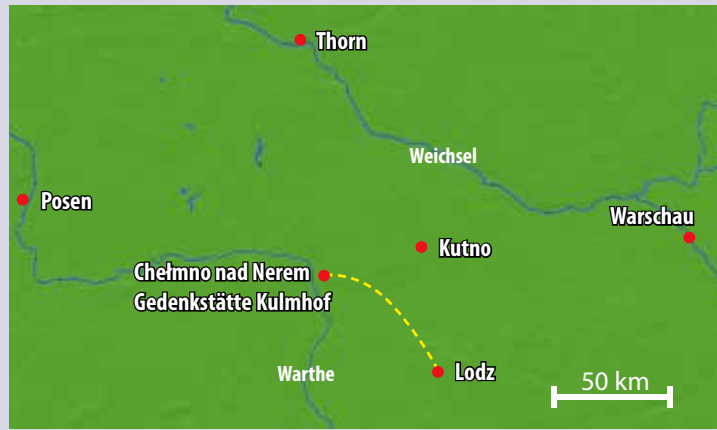 Thorn
Weichsel
Posen
Warschau
Kutno
Chełmno nad Nerem
Gedenkstätte Kulmhof
Warthe
Lodz
50 km